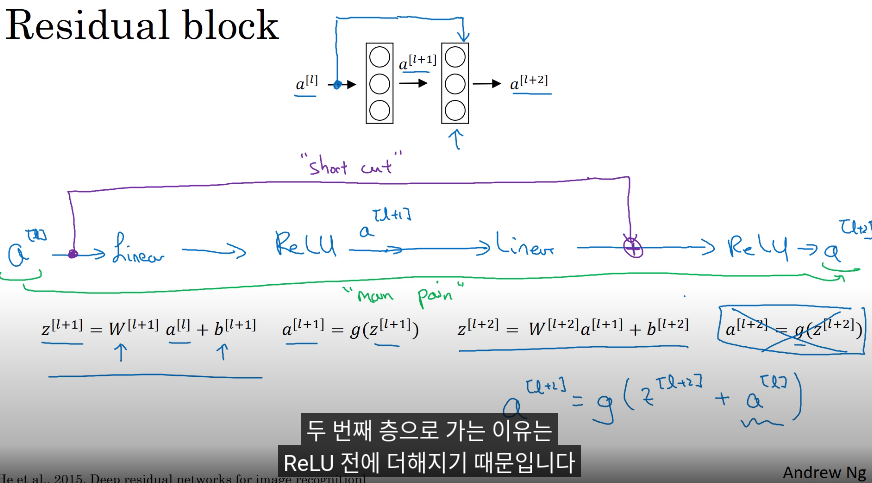 Residual block
a^[l] a^[l+1] a^[l+2]
"short cut"
a^[l] Linear ReLU a^[l+1] Linear ReLU a^[l+2]
"main
z^[l+1] = W^[l+1] a^[l] + b^[l+1] a^[l+1] = g(z^[l+1]) z^[l+2] = W^[l+2]a^[l+1] + b^[l+2] a^[l+2] = g(z^[l+2])
a^[l+2] = g(z^[l+2] + a^[l])
두 번째 층으로 가는 이유는
ReLU 전에 더해지기 때문입니다
et al., 2015. Deep residual networks for image recognition]
Andrew Ng